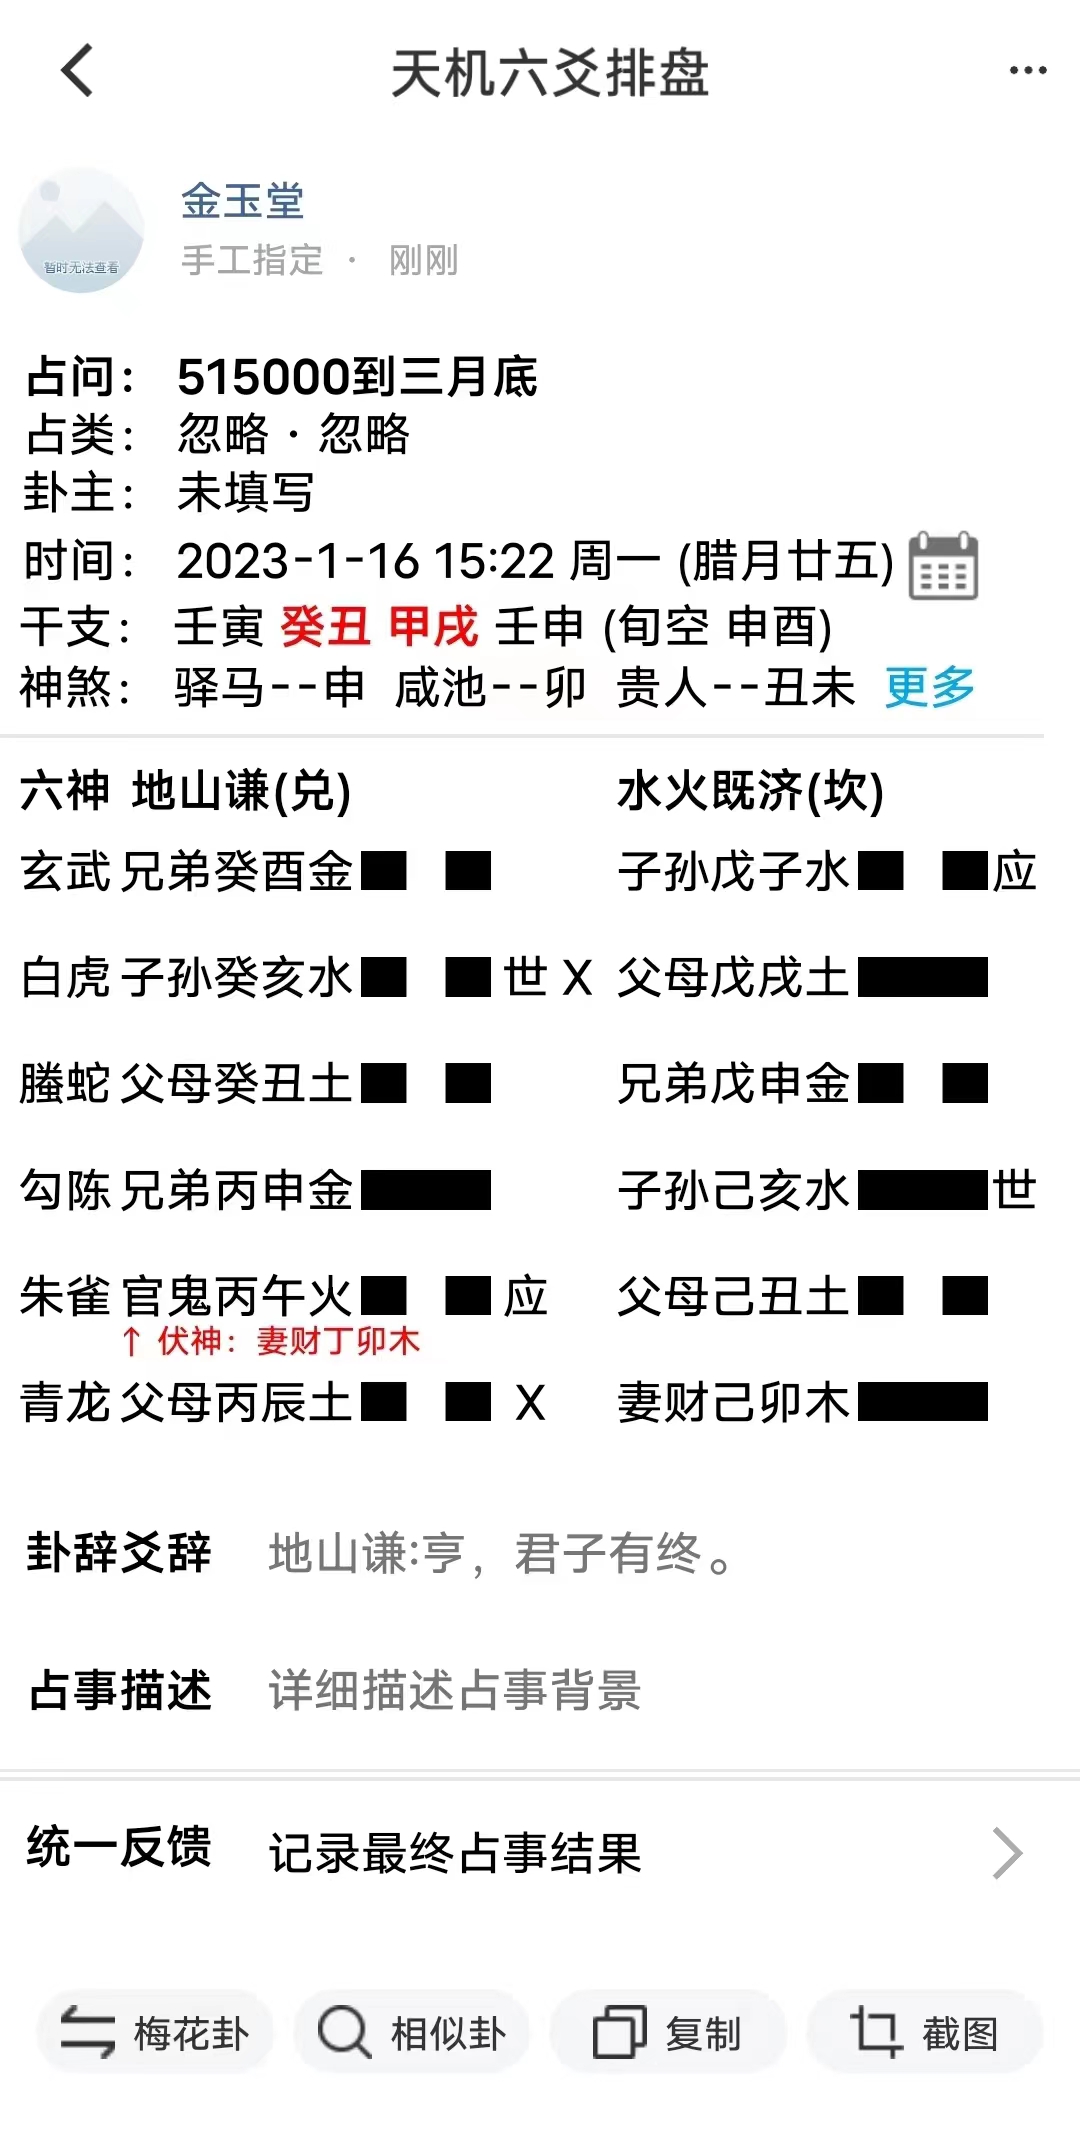 天机六爻排盘
金玉堂
暂时无法查看
手工指定 · 刚刚
占问： 515000到三月底
占类： 忽略 · 忽略
卦主： 未填写
时间： 2023-1-16 15:22 周一 (腊月廿五)
干支： 壬寅 癸丑 甲戌 壬申 (旬空 申酉)
神煞： 驿马--申 咸池--卯 贵人--丑未 更多
六神 地山谦(兑) 水火既济(坎)
玄武 兄弟癸酉金 子孙戊子水 应
白虎 子孙癸亥水 世 X 父母戊戌土
螣蛇 父母癸丑土 兄弟戊申金
勾陈 兄弟丙申金 子孙己亥水 世
朱雀 官鬼丙午火 应 父母己丑土
↑ 伏神：妻财丁卯木
青龙 父母丙辰土 X 妻财己卯木
卦辞爻辞 地山谦:亨，君子有终。
占事描述 详细描述占事背景
统一反馈 记录最终占事结果
梅花卦 相似卦 复制 截图